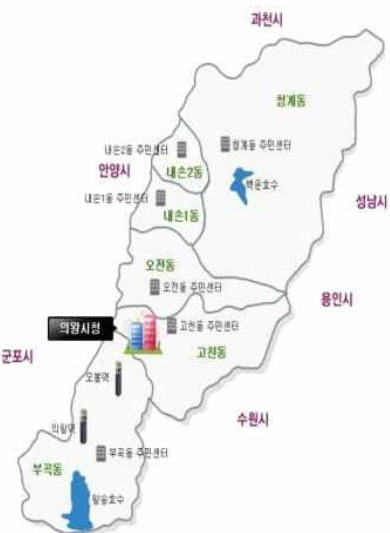 과천시
청계동
내손2동 주민센터
청계동 주민센터
안양시
내손2동
백운호수
내손1동 주민센터
성남시
내손1동
오전동
오전동 주민센터
용인시
의왕시청
고천동 주민센터
군포시
고천동
오봉역
수원시
의왕역
부곡동 주민센터
부곡동
왕송호수